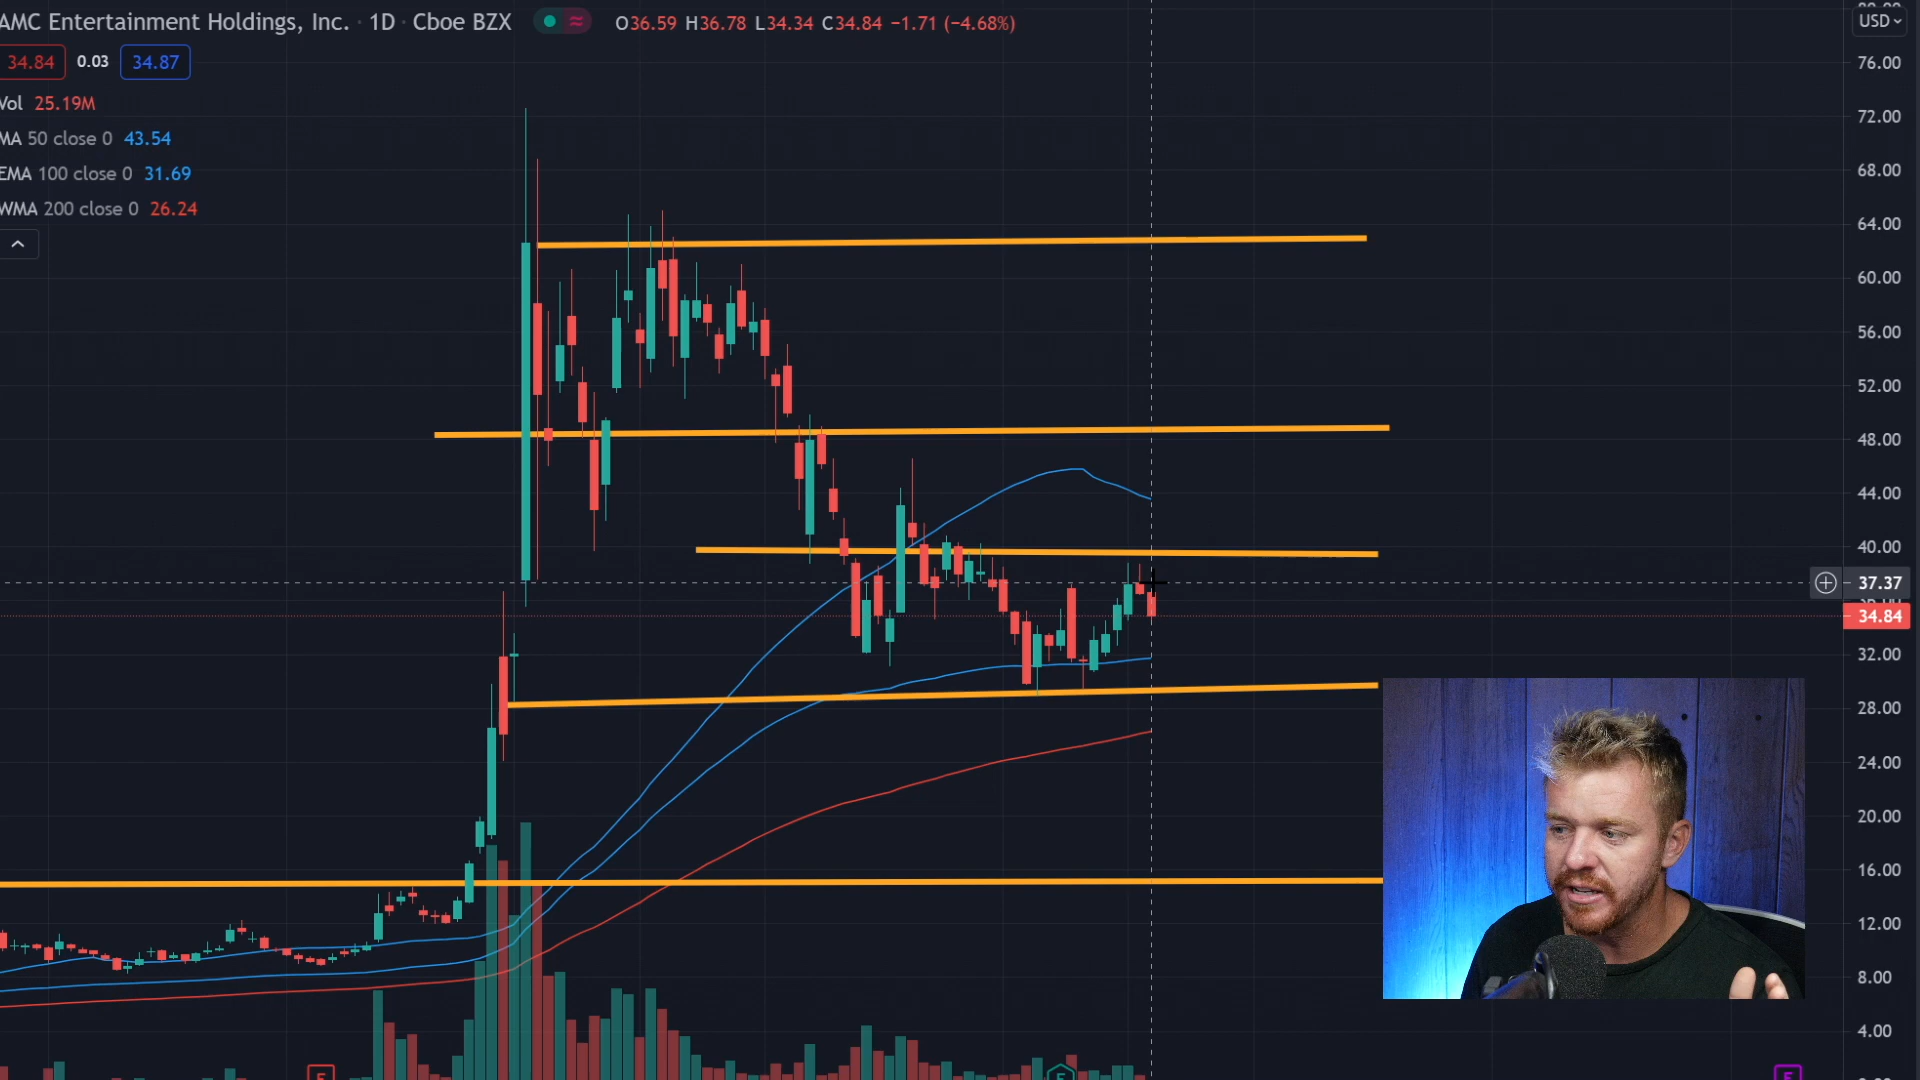 AMC Entertainment Holdings, Inc. · 1D · Cboe BZX O36.59 H36.78 L34.34 C34.84 −1.71 (−4.68%)
34.84 0.03 34.87
Vol 25.19M
MA 50 close 0 43.54
EMA 100 close 0 31.69
WMA 200 close 0 26.24
USD
76.00
72.00
68.00
64.00
60.00
56.00
52.00
48.00
44.00
40.00
37.37
34.84
32.00
28.00
24.00
20.00
16.00
12.00
8.00
4.00
E E E